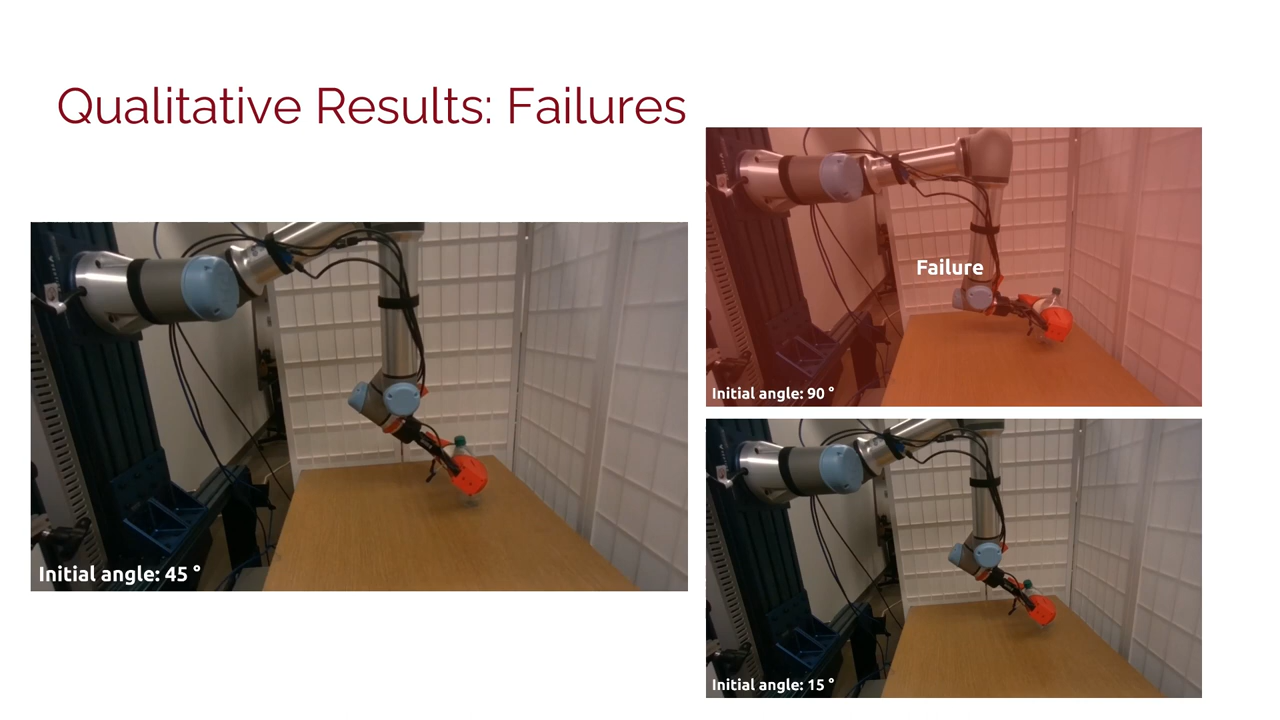 Qualitative Results: Failures
Initial angle: 45 °
Failure
Initial angle: 90 °
Initial angle: 15 °